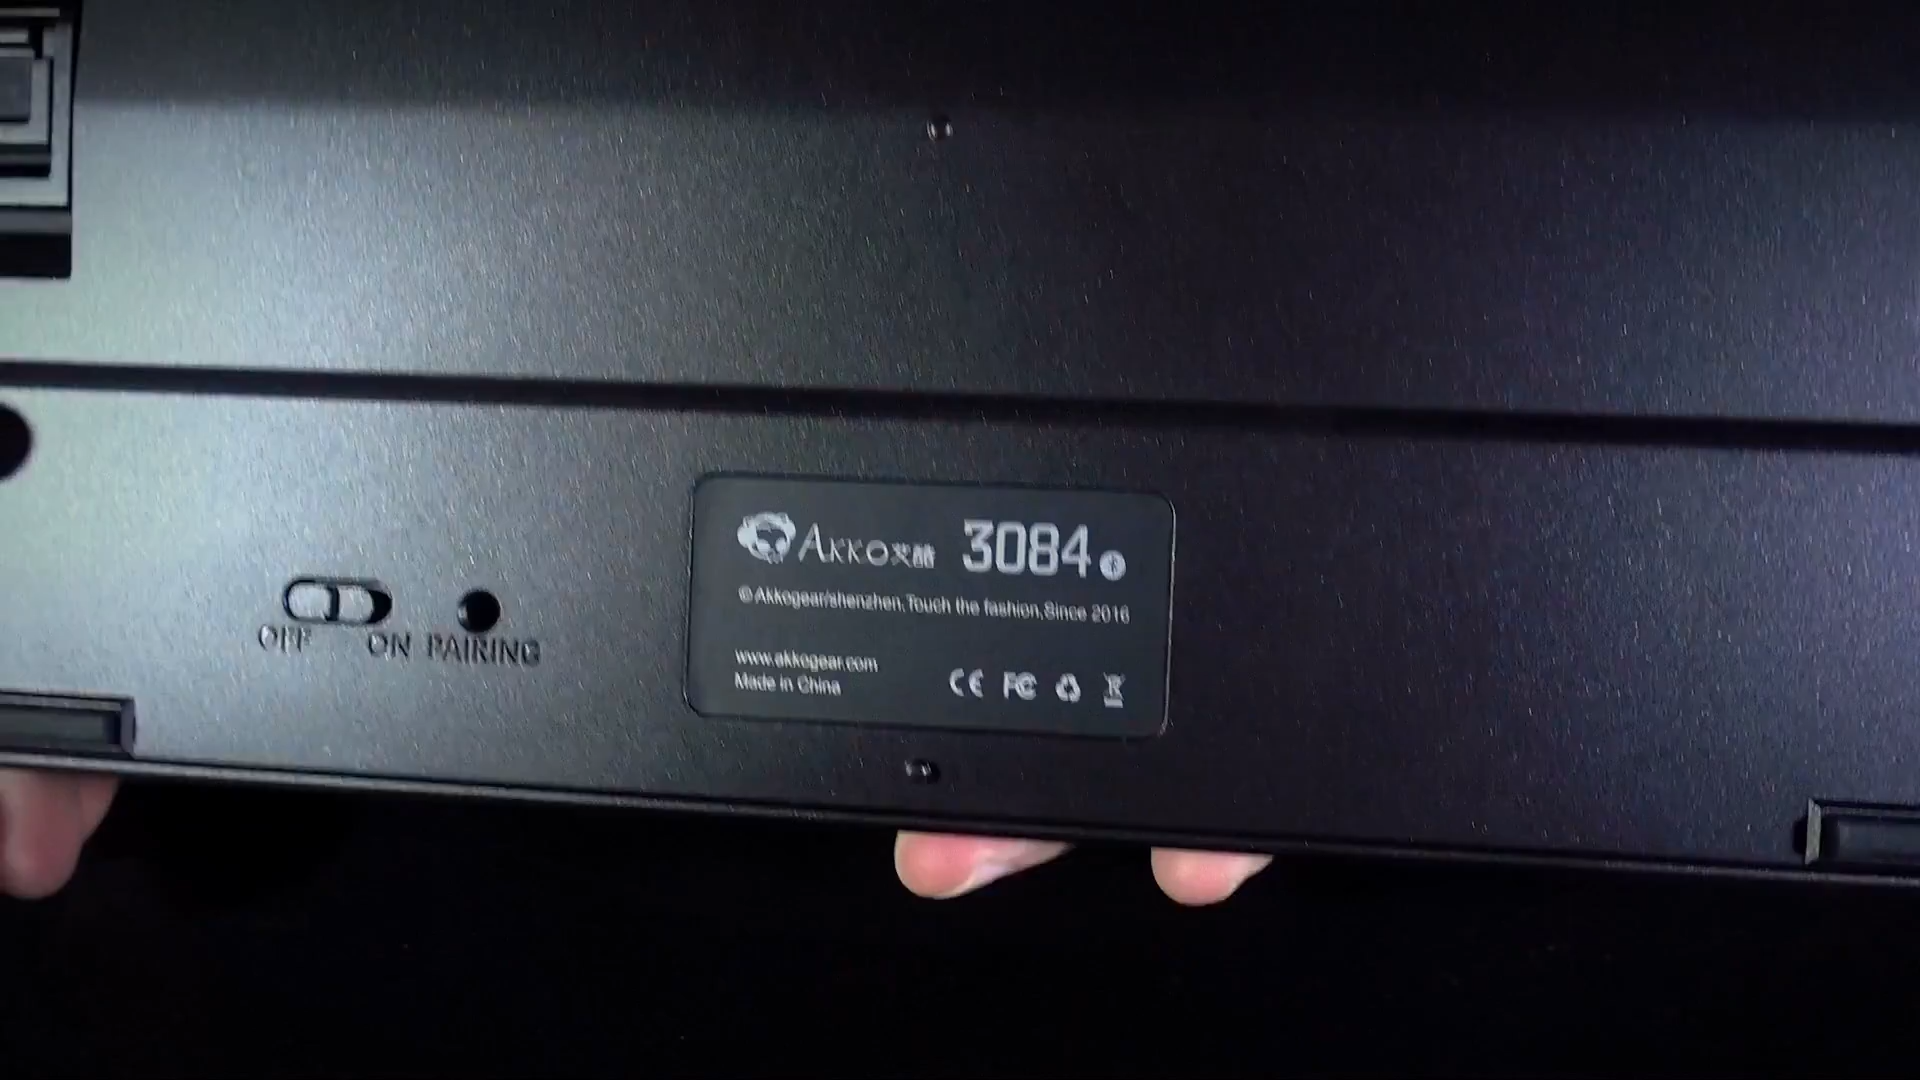 AKKO艾酷 3084
© Akkogear/shenzhen,Touch the fashion,Since 2016
www.akkogear.com
Made in China
CE FC
OFF ON PAIRING